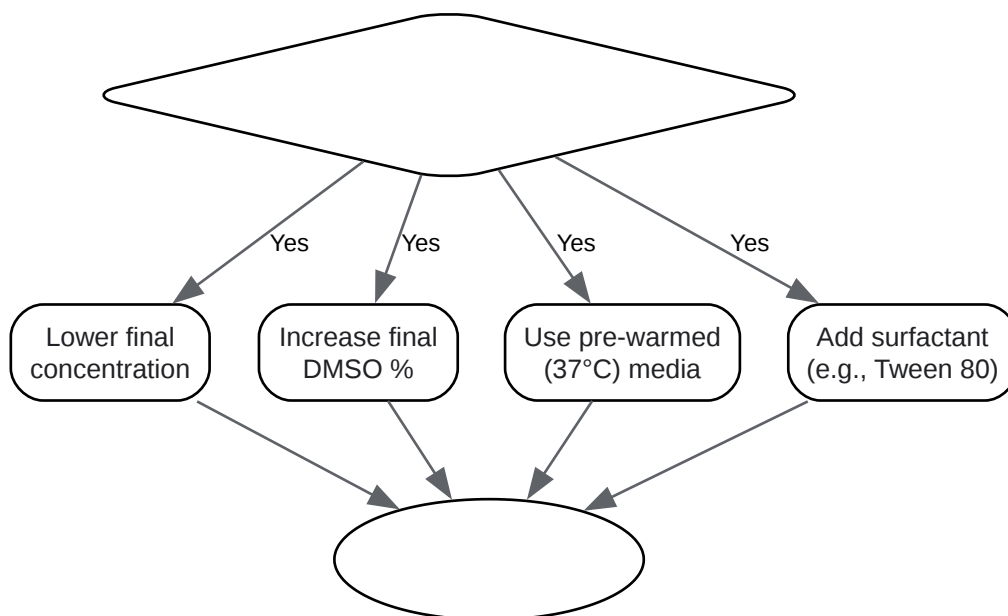 Yes Yes Yes Yes
Lower final
concentration
Increase final
DMSO %
Use pre-warmed
(37°C) media
Add surfactant
(e.g., Tween 80)